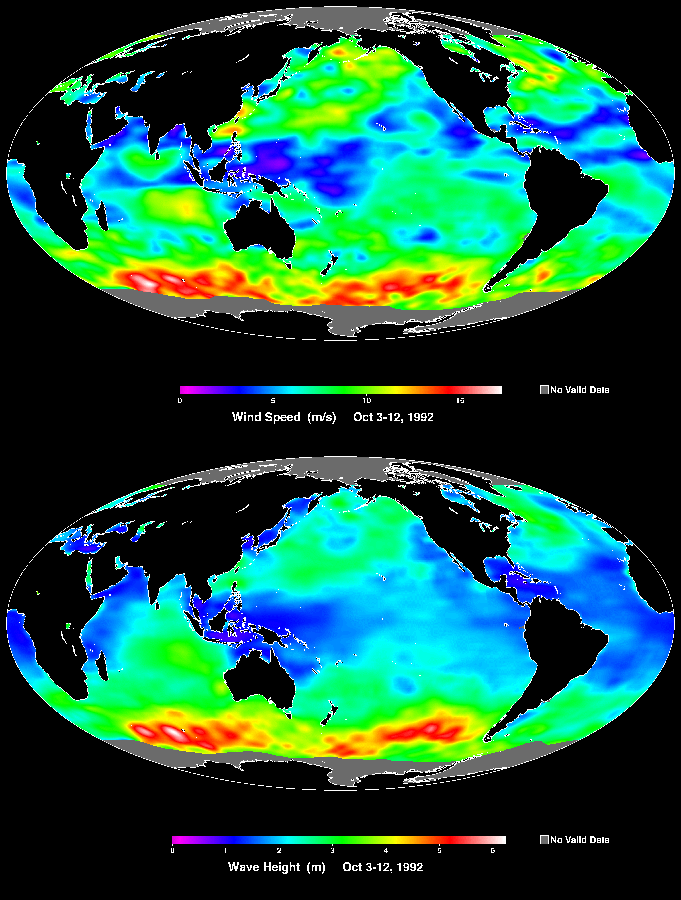 0 5 10 15
No Valid Data
Wind Speed (m/s) Oct 3-12, 1992
0 1 2 3 4 5 6
No Valid Data
Wave Height (m) Oct 3-12, 1992